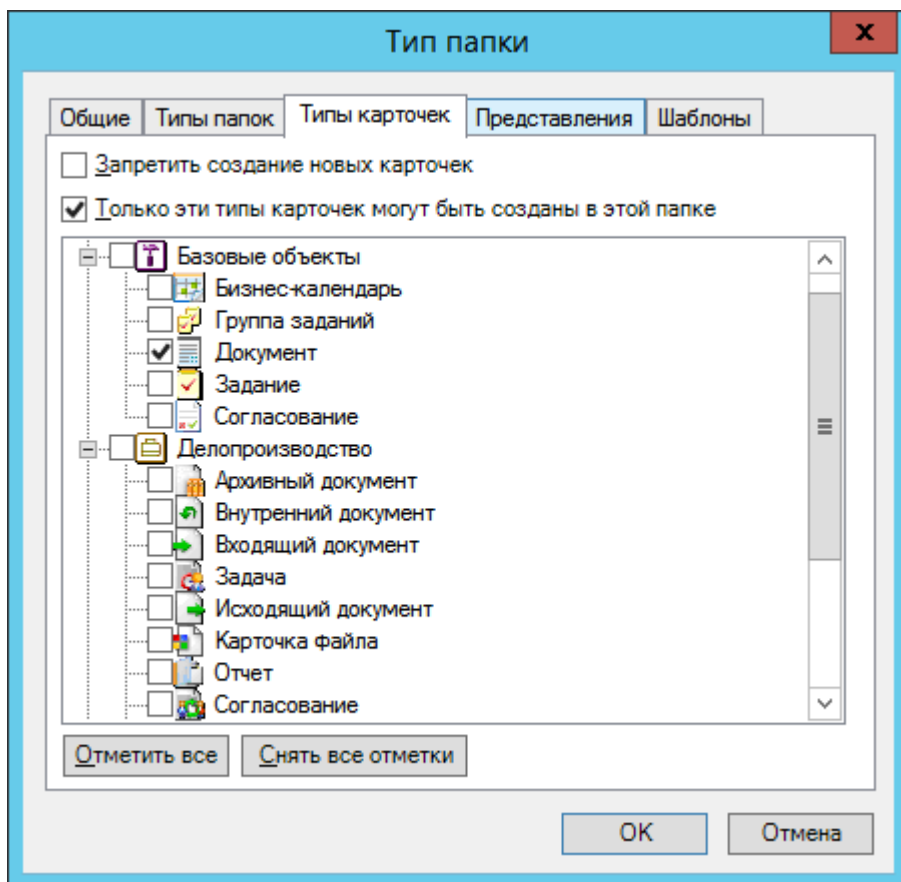 Тип папки
x
Общие Типы папок Типы карточек Представления Шаблоны
Запретить создание новых карточек
Только эти типы карточек могут быть созданы в этой папке
Базовые объекты
Бизнес-календарь
Группа заданий
Документ
Задание
Согласование
Делопроизводство
Архивный документ
Внутренний документ
Входящий документ
Задача
Исходящий документ
Карточка файла
Отчет
Согласование
Отметить все Снять все отметки
ОК Отмена